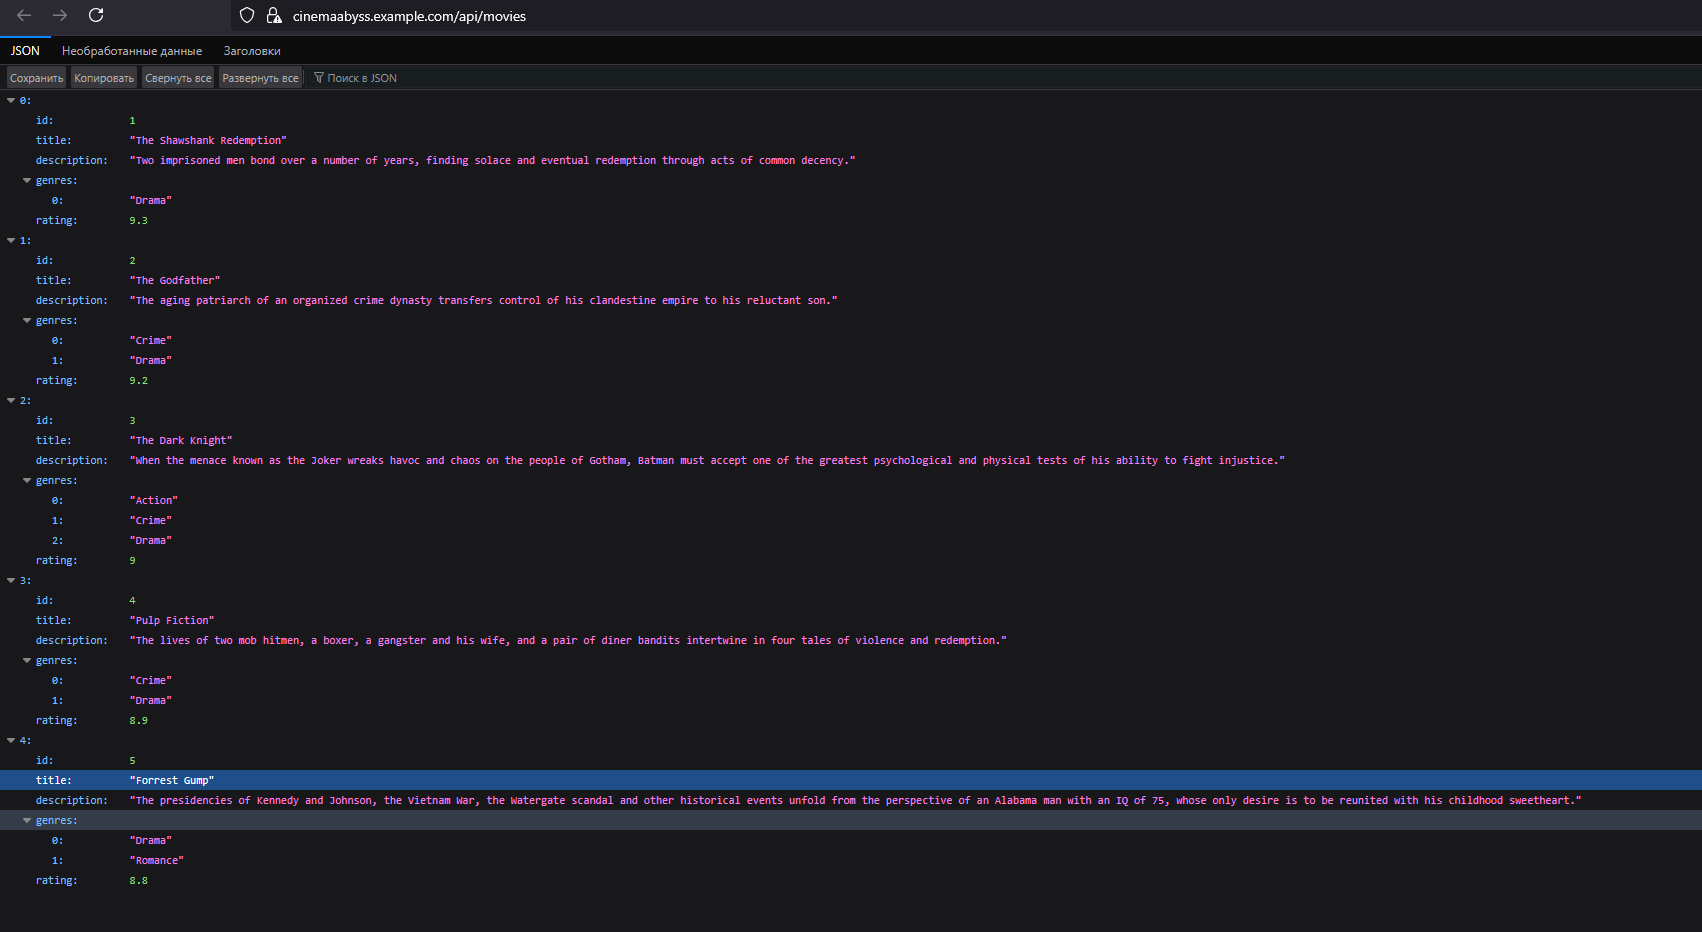 cinemaabyss.example.com/api/movies
JSON Необработанные данные Заголовки
Сохранить Копировать Свернуть все Развернуть все Поиск в JSON
0:
id: 1
title: "The Shawshank Redemption"
description: "Two imprisoned men bond over a number of years, finding solace and eventual redemption through acts of common decency."
genres:
0: "Drama"
rating: 9.3
1:
id: 2
title: "The Godfather"
description: "The aging patriarch of an organized crime dynasty transfers control of his clandestine empire to his reluctant son."
genres:
0: "Crime"
1: "Drama"
rating: 9.2
2:
id: 3
title: "The Dark Knight"
description: "When the menace known as the Joker wreaks havoc and chaos on the people of Gotham, Batman must accept one of the greatest psychological and physical tests of his ability to fight injustice."
genres:
0: "Action"
1: "Crime"
2: "Drama"
rating: 9
3:
id: 4
title: "Pulp Fiction"
description: "The lives of two mob hitmen, a boxer, a gangster and his wife, and a pair of diner bandits intertwine in four tales of violence and redemption."
genres:
0: "Crime"
1: "Drama"
rating: 8.9
4:
id: 5
title: "Forrest Gump"
description: "The presidencies of Kennedy and Johnson, the Vietnam War, the Watergate scandal and other historical events unfold from the perspective of an Alabama man with an IQ of 75, whose only desire is to be reunited with his childhood sweetheart."
genres:
0: "Drama"
1: "Romance"
rating: 8.8